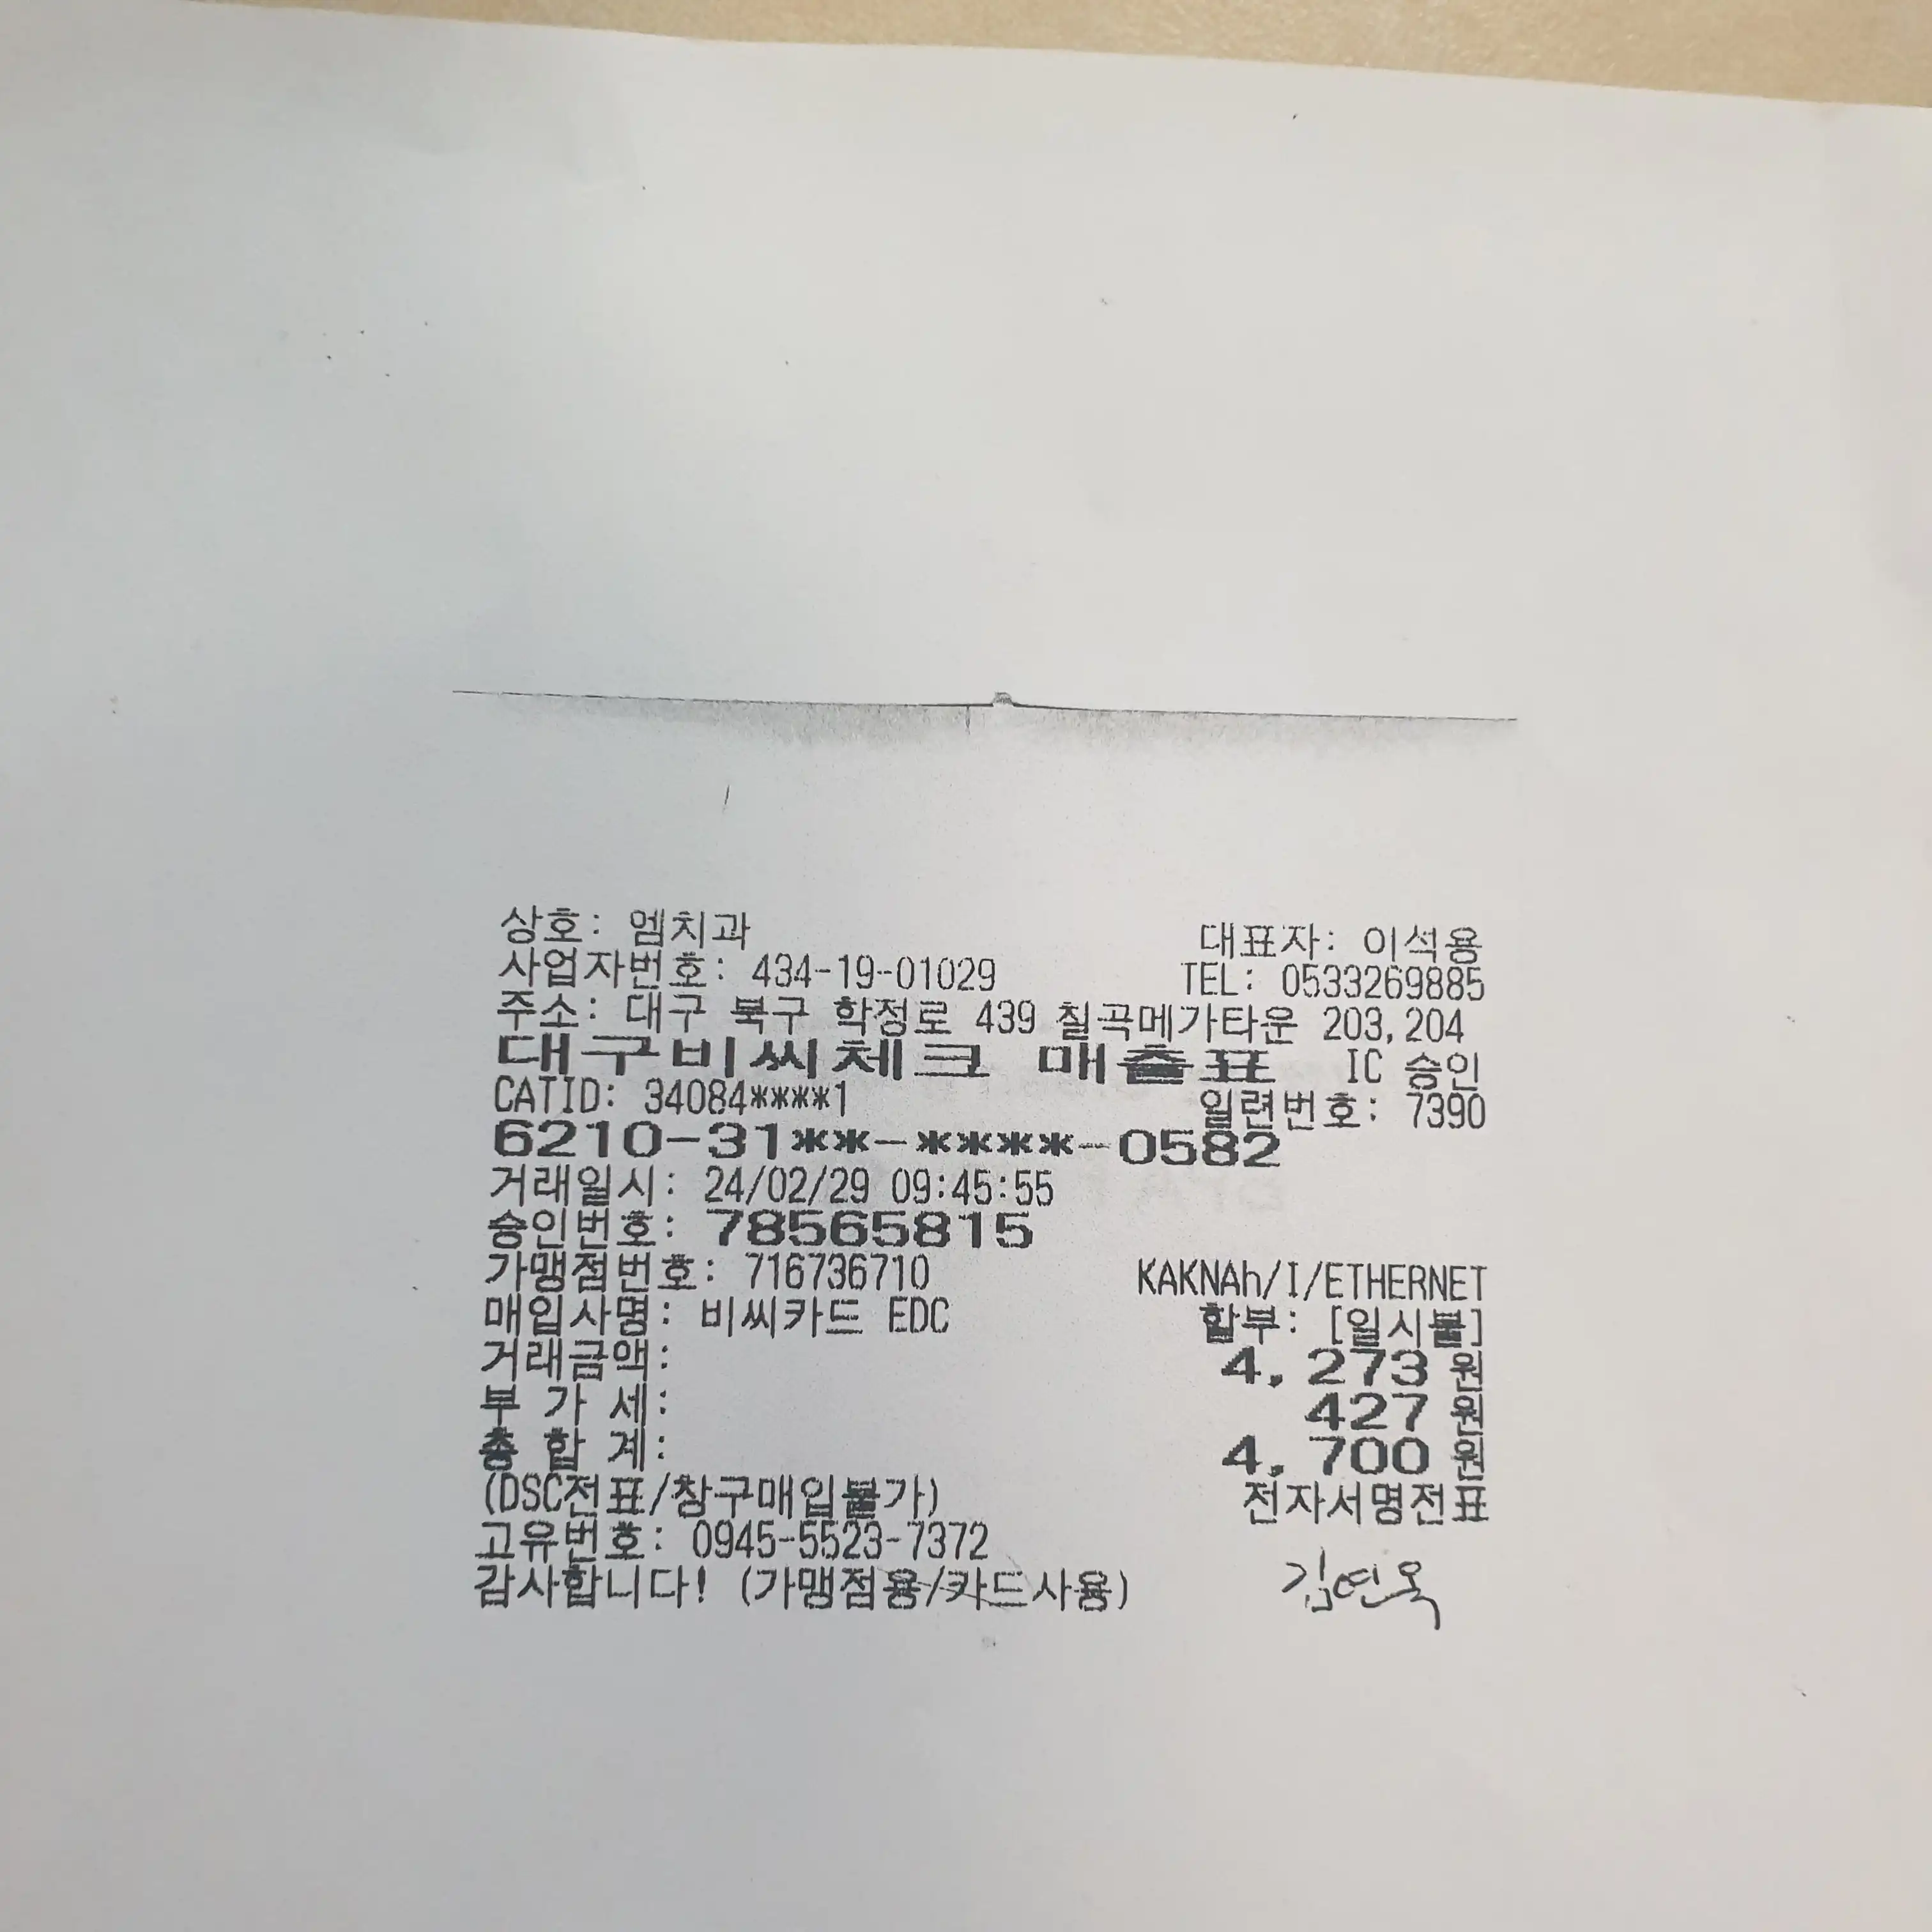 상호: 엠치과 대표자: 이석용
사업자번호: 434-19-01029 TEL: 0533269885
주소: 대구 북구 학정로 439 칠곡메가타운 203,204
대구비씨체크 매출표 IC 승인
CATID: 34084****1 일련번호: 7390
6210-31**-****-0582
거래일시: 24/02/29 09:45:55
승인번호: 78565815
가맹점번호: 716736710 KAKNAh/I/ETHERNET
매입사명: 비씨카드 EDC 할부: [일시불]
거래금액: 4,273 원
부 가 세: 427 원
총 합 계: 4,700 원
(DSC전표/창구매입불가) 전자서명전표
고유번호: 0945-5523-7372
감사합니다! (가맹점용/카드사용) 김연옥